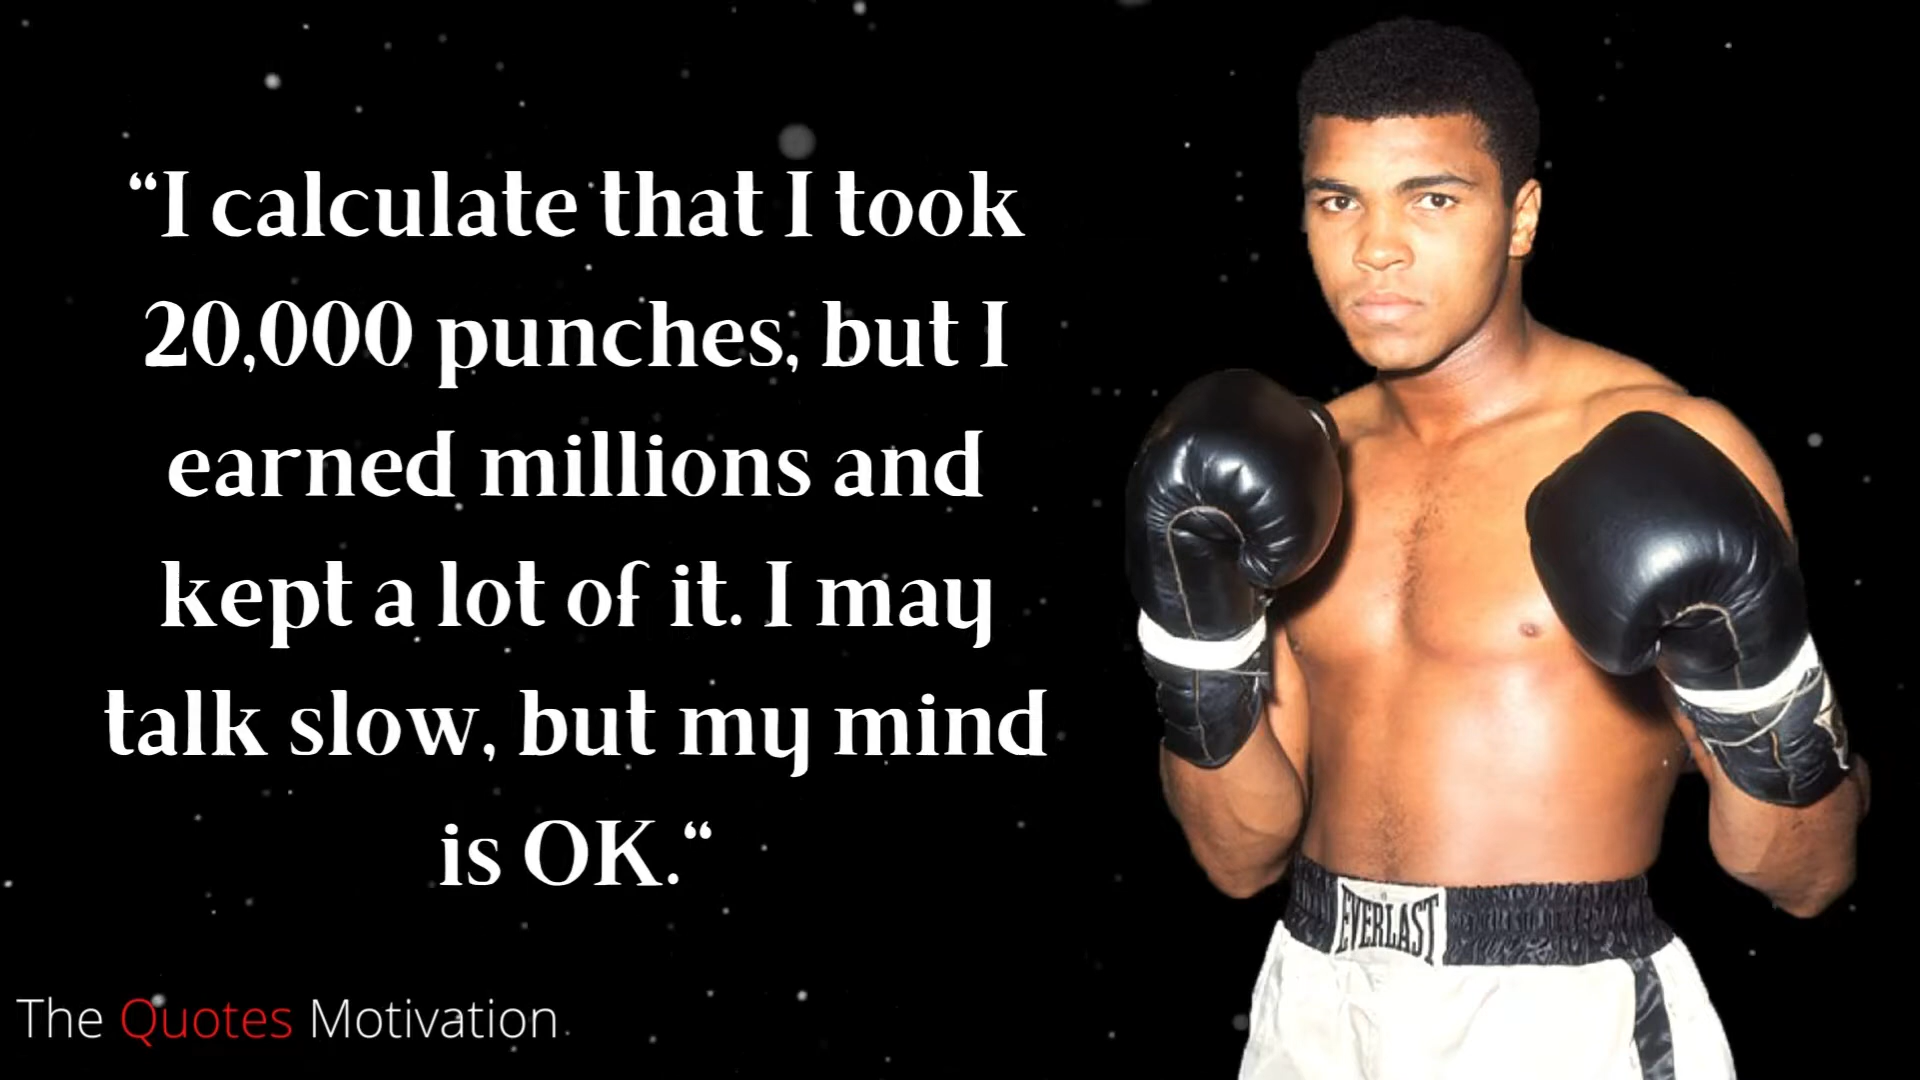 “I calculate that I took
20,000 punches, but I
earned millions and
kept a lot of it. I may
talk slow, but my mind
is OK.“
The Quotes Motivation
EVERLAST